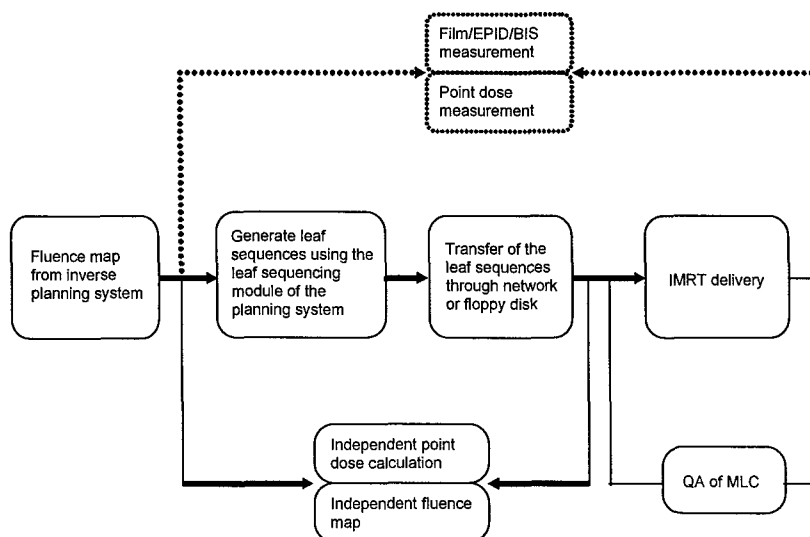 Film/EPID/BIS
measurement
Point dose
measurement
Fluence map
from inverse
planning system
Generate leaf
sequences using the
leaf sequencing
module of the
planning system
Transfer of the
leaf sequences
through network
or floppy disk
IMRT delivery
Independent point
dose calculation
Independent fluence
map
QA of MLC